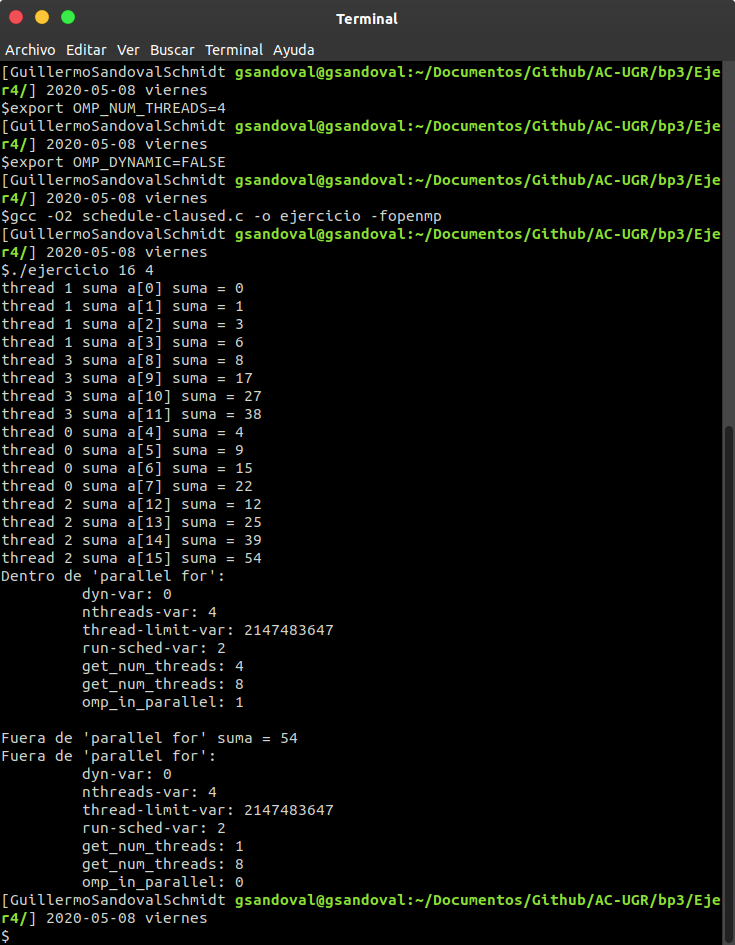 Terminal
Archivo Editar Ver Buscar Terminal Ayuda
[GuillermoSandovalSchmidt gsandoval@gsandoval:~/Documentos/Github/AC-UGR/bp3/Eje
r4/] 2020-05-08 viernes
$export OMP_NUM_THREADS=4
[GuillermoSandovalSchmidt gsandoval@gsandoval:~/Documentos/Github/AC-UGR/bp3/Eje
r4/] 2020-05-08 viernes
$export OMP_DYNAMIC=FALSE
[GuillermoSandovalSchmidt gsandoval@gsandoval:~/Documentos/Github/AC-UGR/bp3/Eje
r4/] 2020-05-08 viernes
$gcc -O2 schedule-claused.c -o ejercicio -fopenmp
[GuillermoSandovalSchmidt gsandoval@gsandoval:~/Documentos/Github/AC-UGR/bp3/Eje
r4/] 2020-05-08 viernes
$./ejercicio 16 4
thread 1 suma a[0] suma = 0
thread 1 suma a[1] suma = 1
thread 1 suma a[2] suma = 3
thread 1 suma a[3] suma = 6
thread 3 suma a[8] suma = 8
thread 3 suma a[9] suma = 17
thread 3 suma a[10] suma = 27
thread 3 suma a[11] suma = 38
thread 0 suma a[4] suma = 4
thread 0 suma a[5] suma = 9
thread 0 suma a[6] suma = 15
thread 0 suma a[7] suma = 22
thread 2 suma a[12] suma = 12
thread 2 suma a[13] suma = 25
thread 2 suma a[14] suma = 39
thread 2 suma a[15] suma = 54
Dentro de 'parallel for':
dyn-var: 0
nthreads-var: 4
thread-limit-var: 2147483647
run-sched-var: 2
get_num_threads: 4
get_num_threads: 8
omp_in_parallel: 1
Fuera de 'parallel for' suma = 54
Fuera de 'parallel for':
dyn-var: 0
nthreads-var: 4
thread-limit-var: 2147483647
run-sched-var: 2
get_num_threads: 1
get_num_threads: 8
omp_in_parallel: 0
[GuillermoSandovalSchmidt gsandoval@gsandoval:~/Documentos/Github/AC-UGR/bp3/Eje
r4/] 2020-05-08 viernes
$